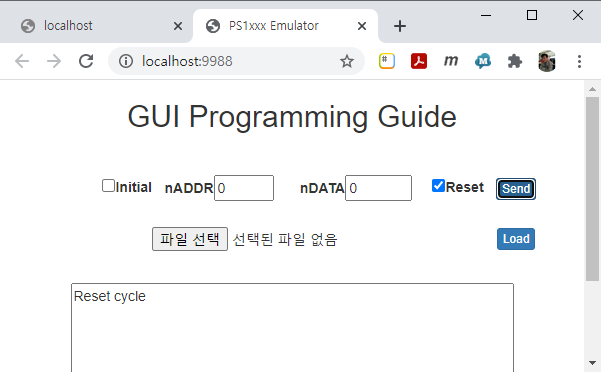 localhost
PS1xxx Emulator
localhost:9988
GUI Programming Guide
Initial nADDR 0 nDATA 0 Reset Send
파일 선택 선택된 파일 없음 Load
Reset cycle